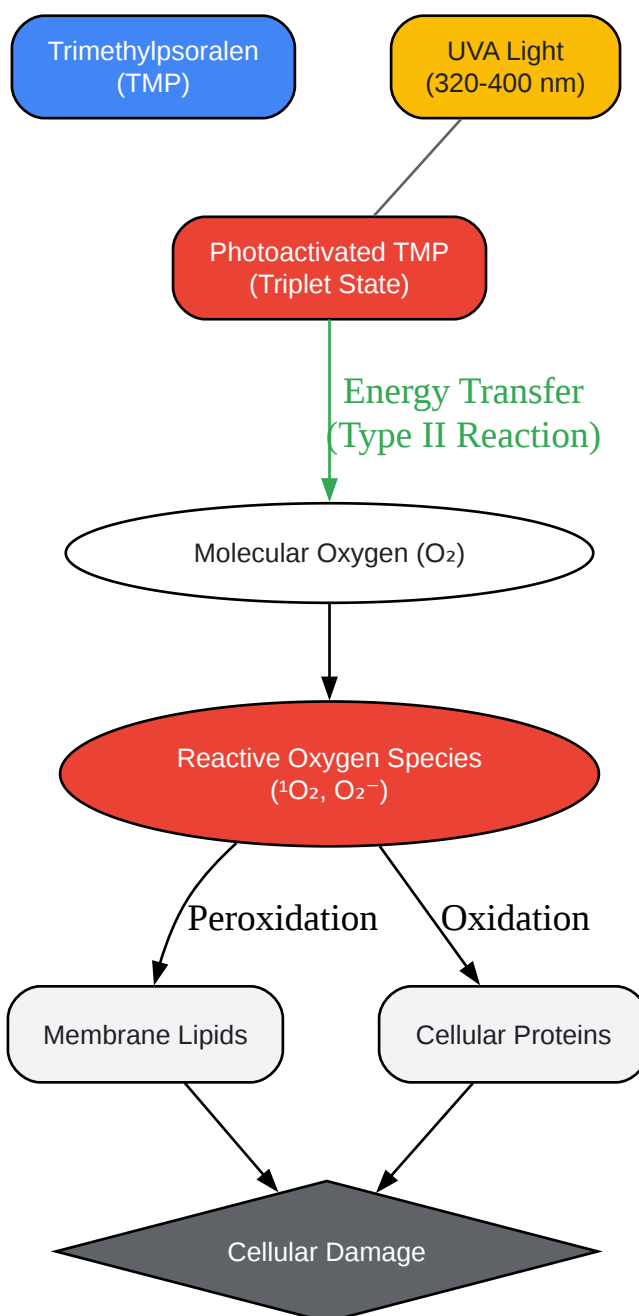 Trimethylpsoralen
(TMP)
UVA Light
(320-400 nm)
Photoactivated TMP
(Triplet State)
Energy Transfer
(Type II Reaction)
Molecular Oxygen (O₂)
Reactive Oxygen Species
(¹O₂, O₂⁻)
Peroxidation
Oxidation
Membrane Lipids
Cellular Proteins
Cellular Damage